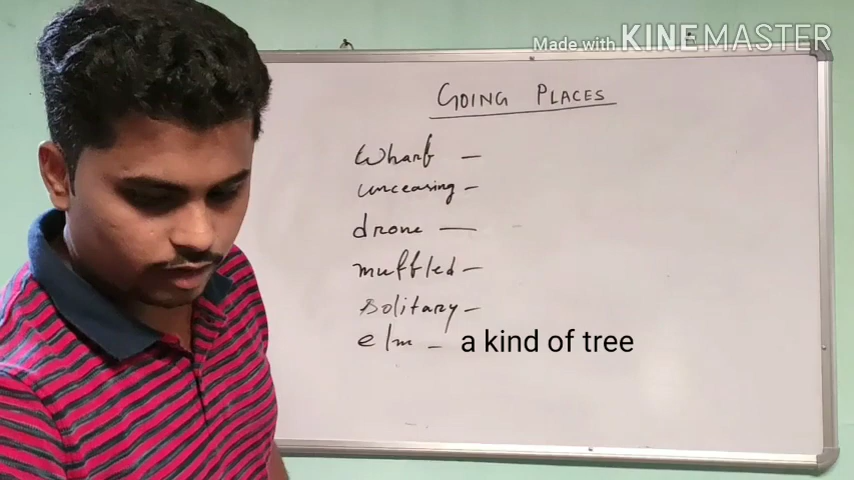 Made with KINEMASTER
GOING PLACES
Wharf –
unceasing –
drone —
muffled –
solitary –
elm – a kind of tree